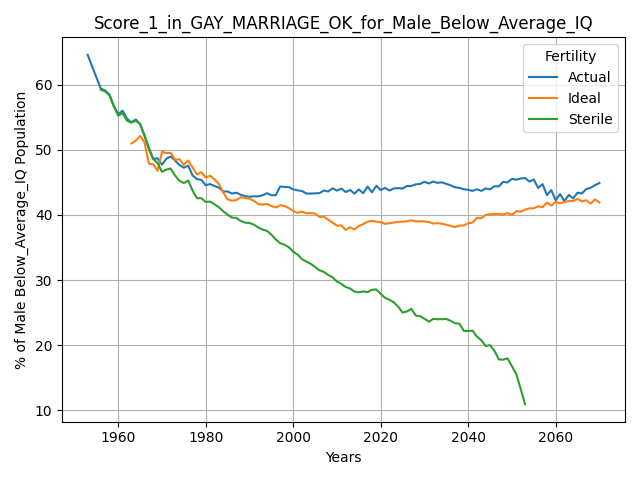 Score_1_in_GAY_MARRIAGE_OK_for_Male_Below_Average_IQ
Fertility
Actual
Ideal
Sterile
% of Male Below_Average_IQ Population
60
50
40
30
20
10
1960
1980
2000
2020
2040
2060
Years